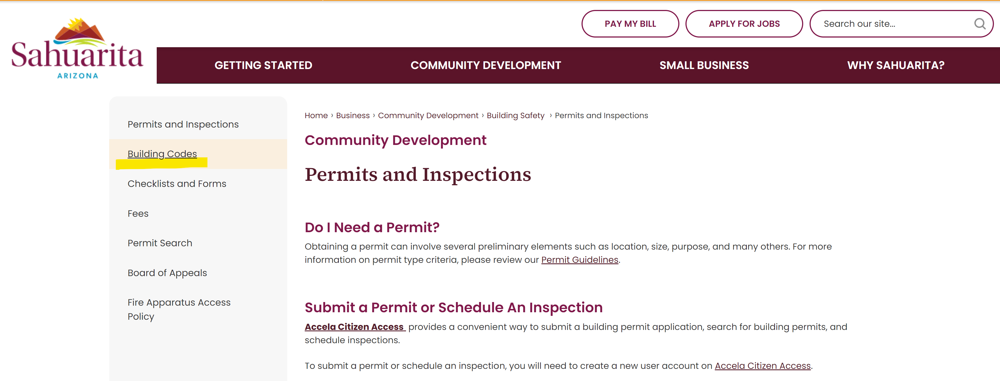 PAY MY BILL
APPLY FOR JOBS
Search our site...
Sahuarita
ARIZONA
GETTING STARTED
COMMUNITY DEVELOPMENT
SMALL BUSINESS
WHY SAHUARITA?
Permits and Inspections
Building Codes
Checklists and Forms
Fees
Permit Search
Board of Appeals
Fire Apparatus Access
Policy
Home › Business › Community Development › Building Safety › Permits and Inspections
Community Development
Permits and Inspections
Do I Need a Permit?
Obtaining a permit can involve several preliminary elements such as location, size, purpose, and many others. For more
information on permit type criteria, please review our Permit Guidelines.
Submit a Permit or Schedule An Inspection
Accela Citizen Access provides a convenient way to submit a building permit application, search for building permits, and
schedule inspections.
To submit a permit or schedule an inspection, you will need to create a new user account on Accela Citizen Access.